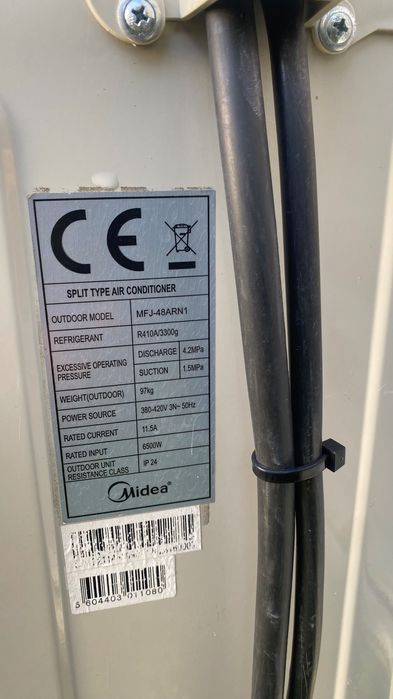 CE
SPLIT TYPE AIR CONDITIONER
OUTDOOR MODEL MFJ-48ARN1
REFRIGERANT R410A/3300g
EXCESSIVE OPERATING PRESSURE DISCHARGE 4.2MPa
SUCTION 1.5MPa
WEIGHT(OUTDOOR) 97kg
POWER SOURCE 380-420V 3N~ 50Hz
RATED CURRENT 11.5A
RATED INPUT 6500W
OUTDOOR UNIT RESISTANCE CLASS IP 24
Midea
5 604403 011080